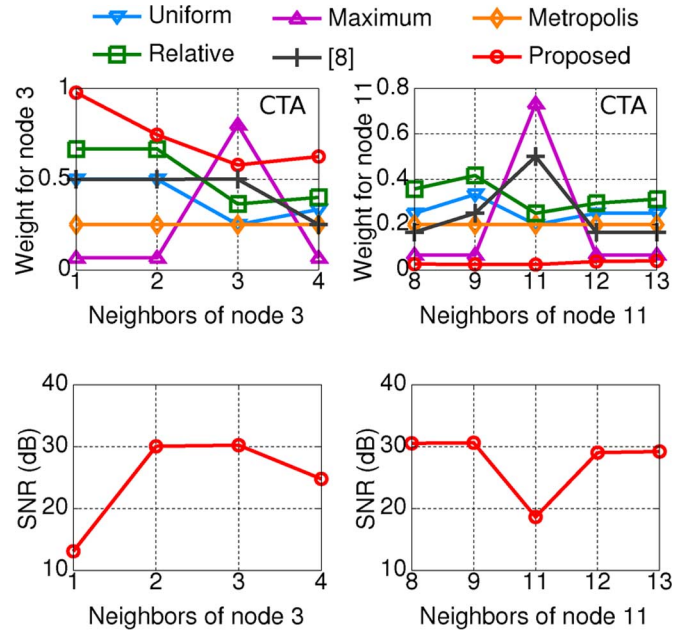 Uniform Maximum Metropolis
Relative [8] Proposed
Weight for node 3
1
0.5
0
CTA
1 2 3 4
Neighbors of node 3
Weight for node 11
0.8
0.6
0.4
0.2
0
CTA
8 9 11 12 13
Neighbors of node 11
SNR (dB)
40
30
20
10
1 2 3 4
Neighbors of node 3
SNR (dB)
40
30
20
10
8 9 11 12 13
Neighbors of node 11